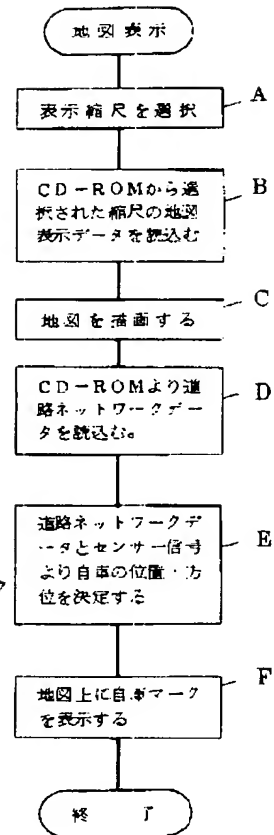 地図表示
表示縮尺を選択
A
CD-ROMから選
択された縮尺の地図
表示データを読込む
B
地図を描画する
C
CD-ROMより道
路ネットワークデー
タを読込む。
D
道路ネットワークデ
ータとセンサー信号
より自車の位置・方
位を決定する
E
地図上に自車マーク
を表示する
F
終了